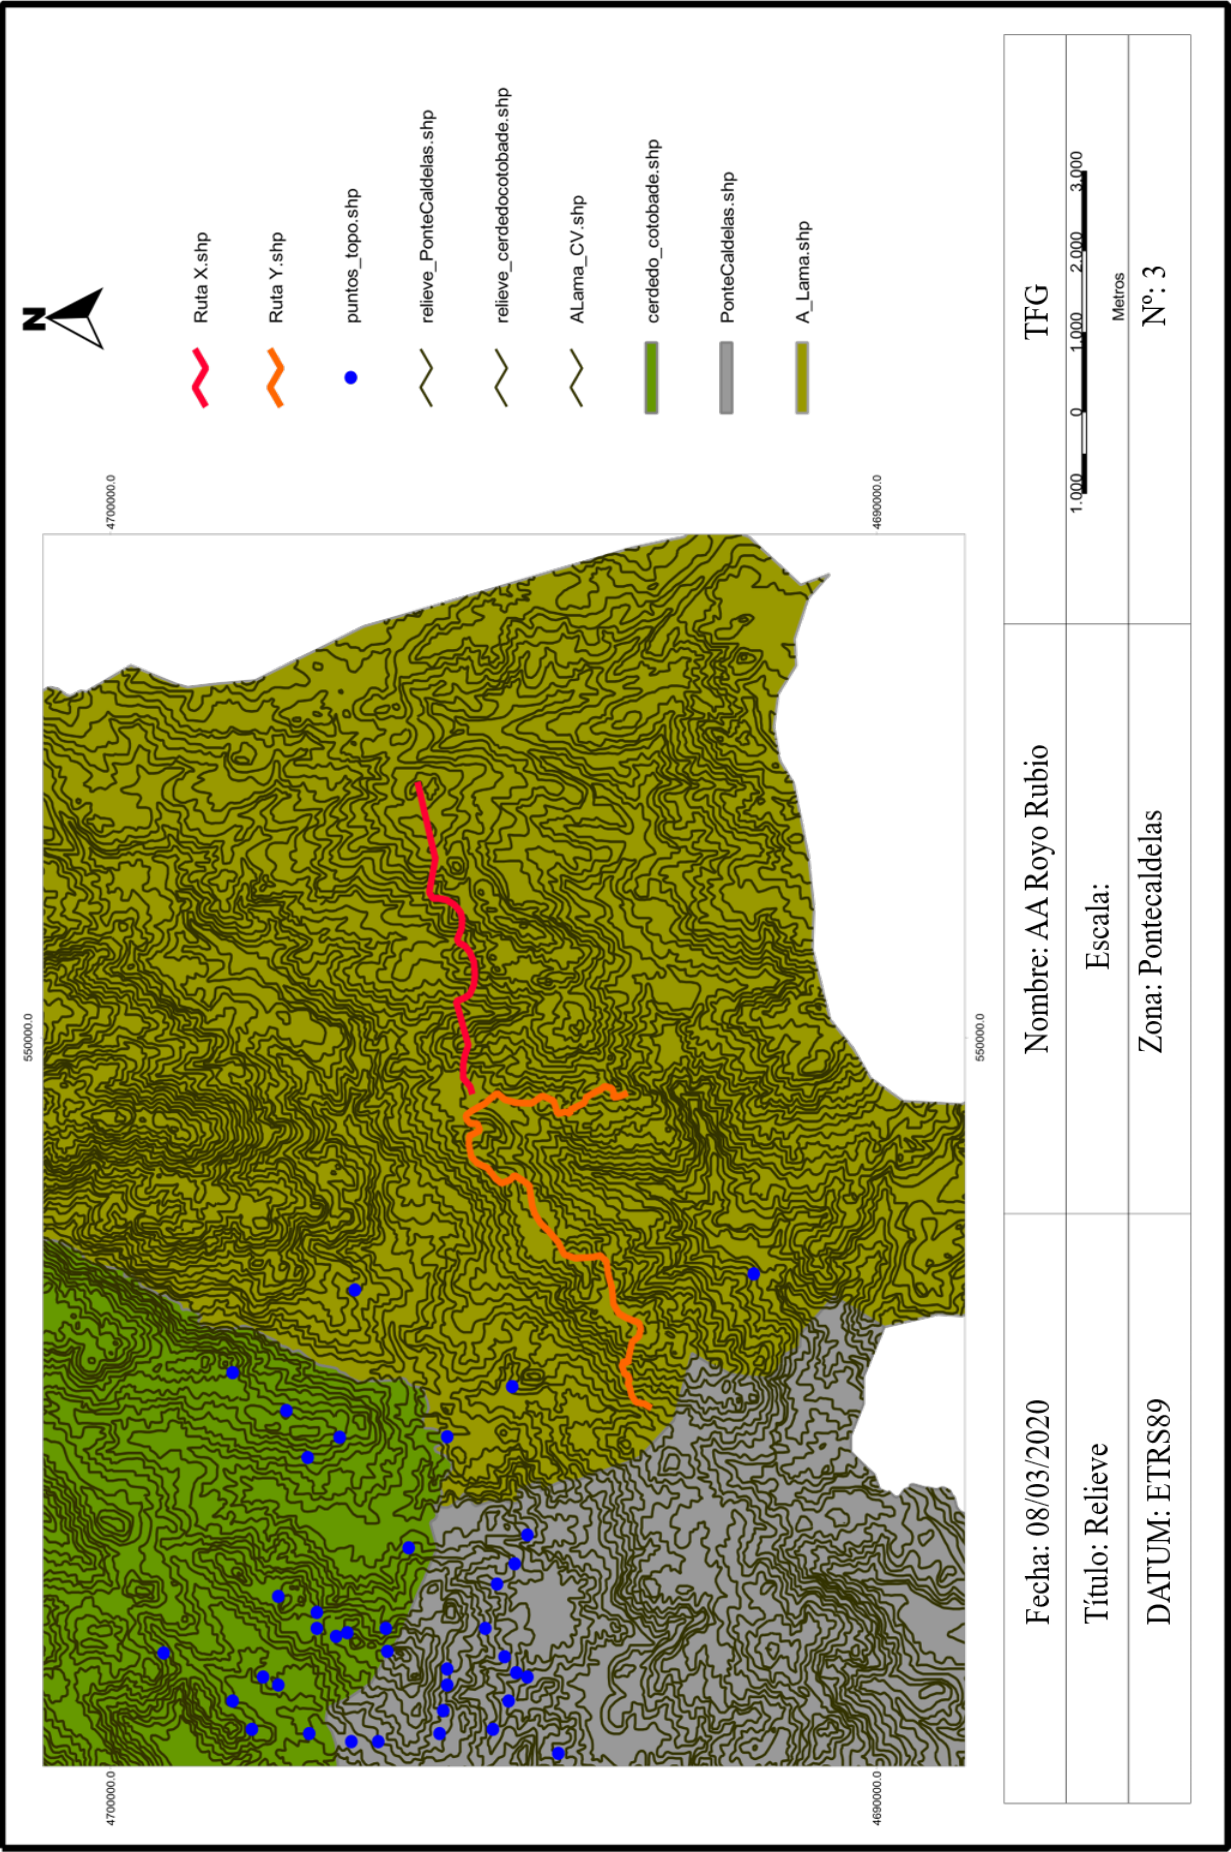 N
Ruta X.shp
Ruta Y.shp
puntos_topo.shp
relieve_PonteCaldelas.shp
relieve_cerdedocotobade.shp
ALama_CV.shp
cerdedo_cotobade.shp
PonteCaldelas.shp
A_Lama.shp
5500000.0
4700000.0
4700000.0
4690000.0
4690000.0
5500000.0
Fecha: 08/03/2020
Nombre: AA Royo Rubio
TFG
Título: Relieve
Escala:
1.000 0 1.000 2.000 3.000
Metros
DATUM: ETRS89
Zona: Pontecaldelas
Nº: 3